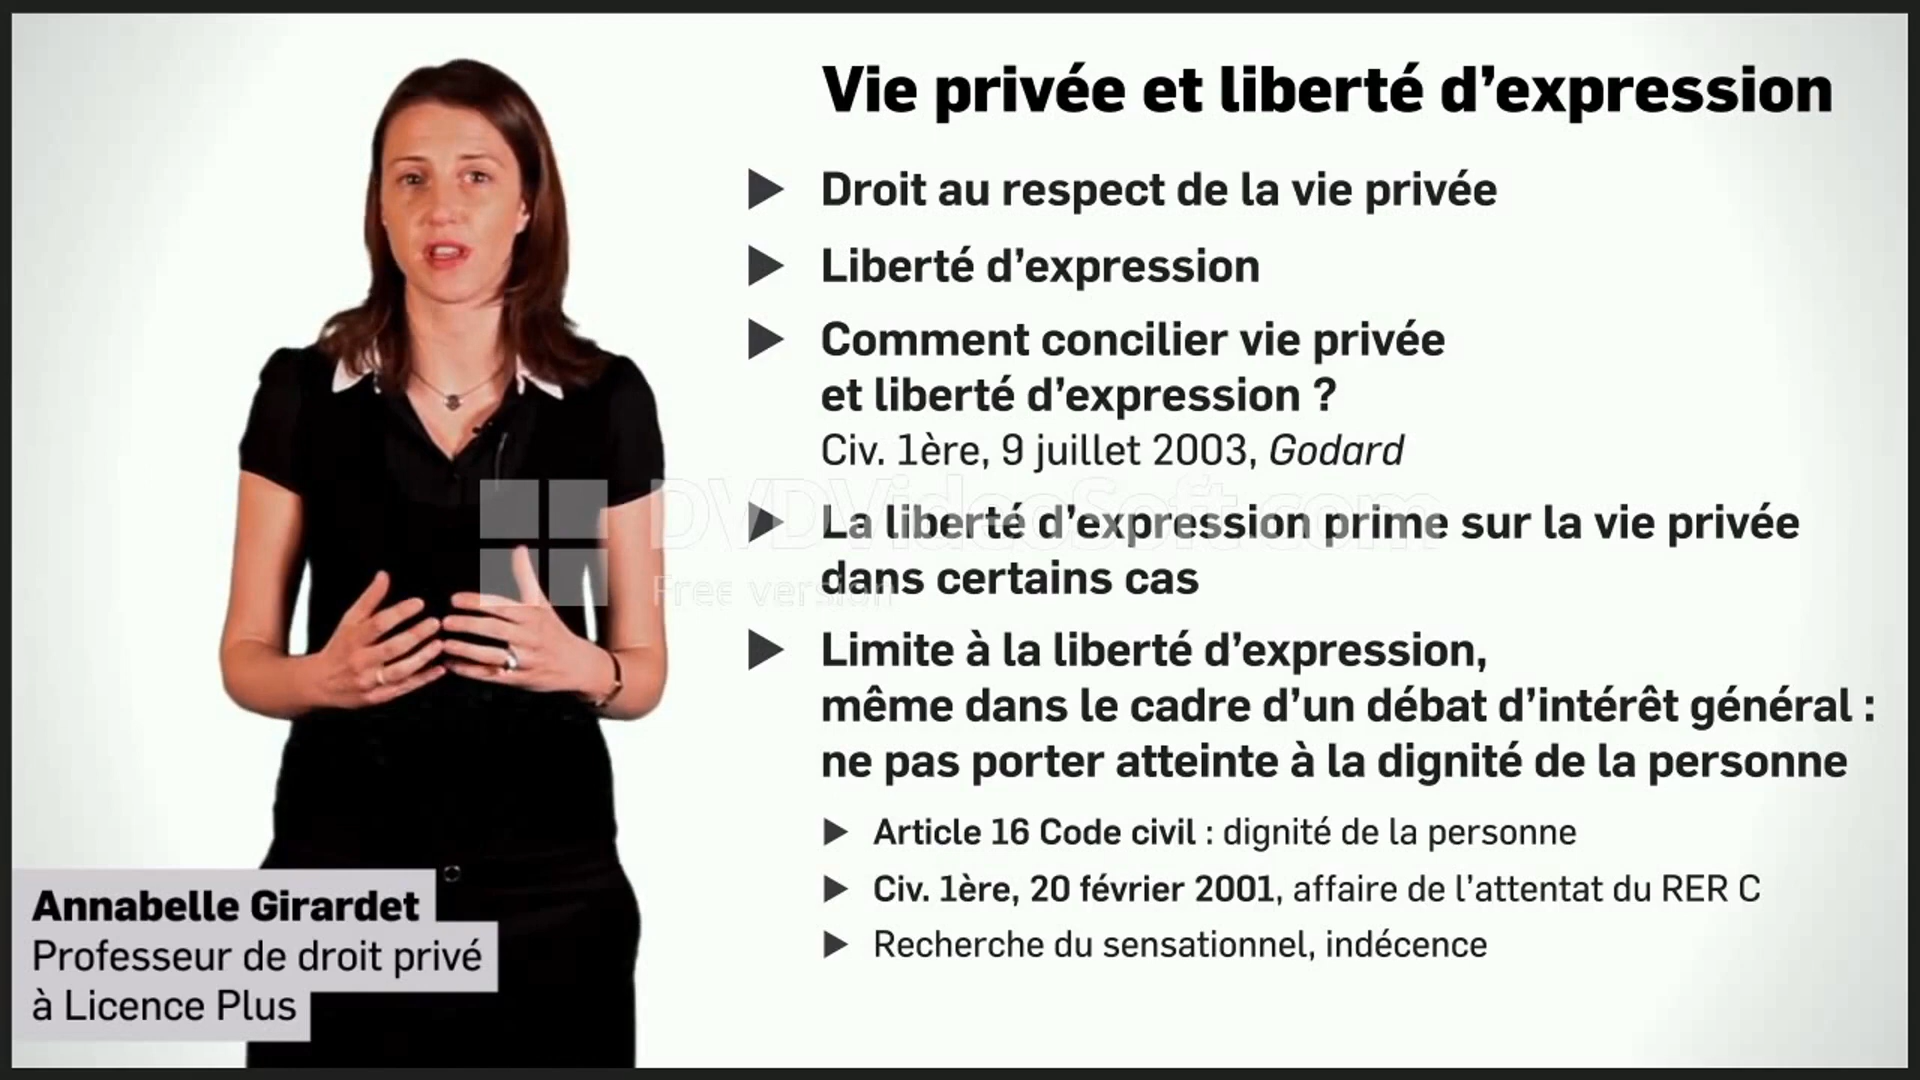 Vie privée et liberté d’expression
Droit au respect de la vie privée
Liberté d’expression
Comment concilier vie privée
et liberté d’expression ?
Civ. 1ère, 9 juillet 2003, Godard
La liberté d’expression prime sur la vie privée
dans certains cas
Limite à la liberté d’expression,
même dans le cadre d’un débat d’intérêt général :
ne pas porter atteinte à la dignité de la personne
Article 16 Code civil : dignité de la personne
Civ. 1ère, 20 février 2001, affaire de l’attentat du RER C
Recherche du sensationnel, indécence
Annabelle Girardet
Professeur de droit privé
à Licence Plus
DVDVideoSoft.com
Free version